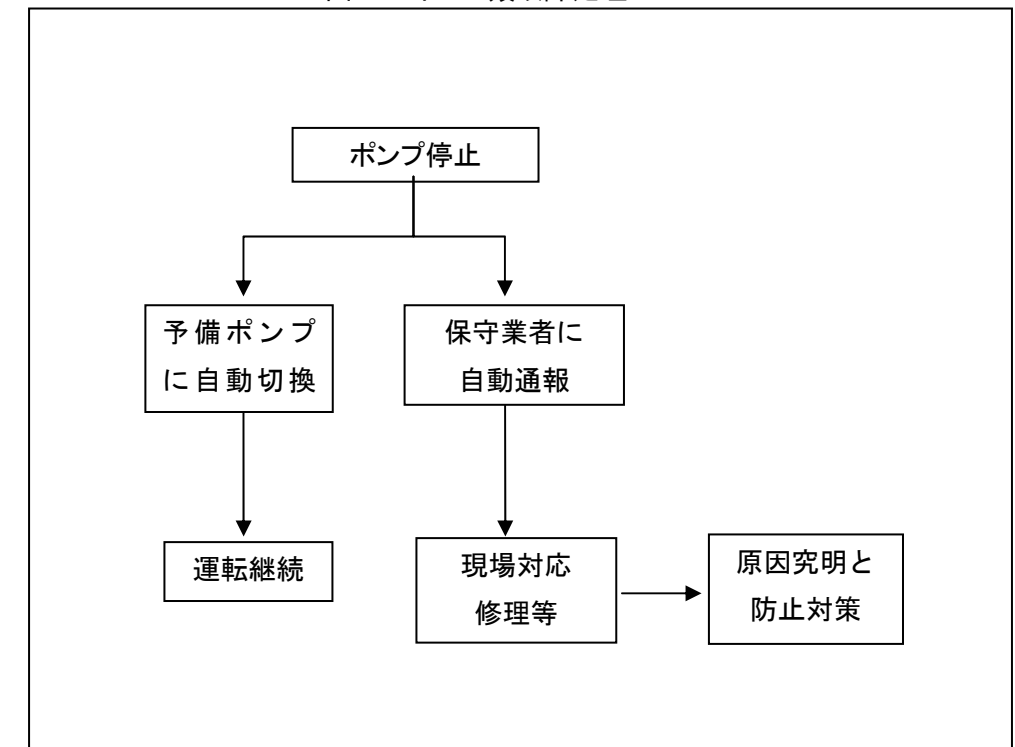 ポンプ停止
予備ポンプ
に自動切換
保守業者に
自動通報
運転継続
現場対応
修理等
原因究明と
防止対策